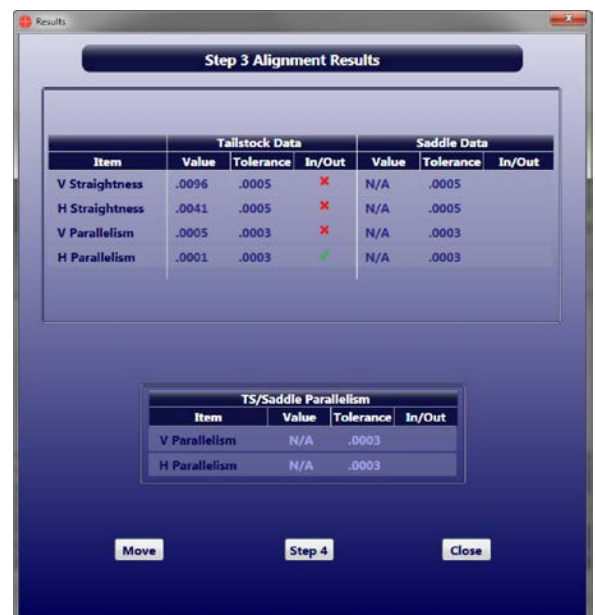 Results
Step 3 Alignment Results
Tailstock Data Saddle Data
Item Value Tolerance In/Out Value Tolerance In/Out
V Straightness .0096 .0005 N/A .0005
H Straightness .0041 .0005 N/A .0005
V Parallelism .0005 .0003 N/A .0003
H Parallelism .0001 .0003 N/A .0003
TS/Saddle Parallelism
Item Value Tolerance In/Out
V Parallelism N/A .0003
H Parallelism N/A .0003
Move Step 4 Close